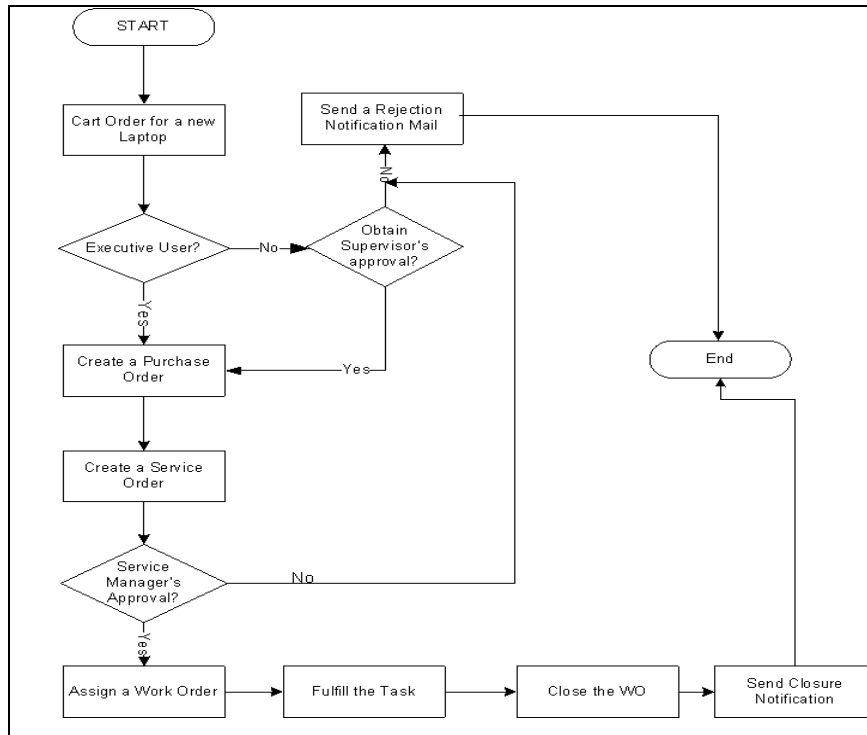 START
Cart Order for a new
Laptop
Send a Rejection
Notification Mail
No
Executive User?
No
Obtain
Supervisor's
approval?
Yes
Create a Purchase
Order
Yes
End
Create a Service
Order
Service
Manager's
Approval?
No
Yes
Assign a Work Order
Fulfill the Task
Close the WO
Send Closure
Notification